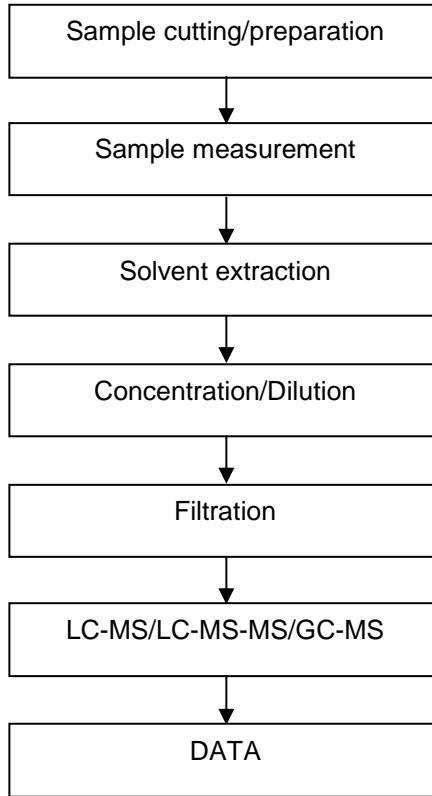 Sample cutting/preparation
Sample measurement
Solvent extraction
Concentration/Dilution
Filtration
LC-MS/LC-MS-MS/GC-MS
DATA